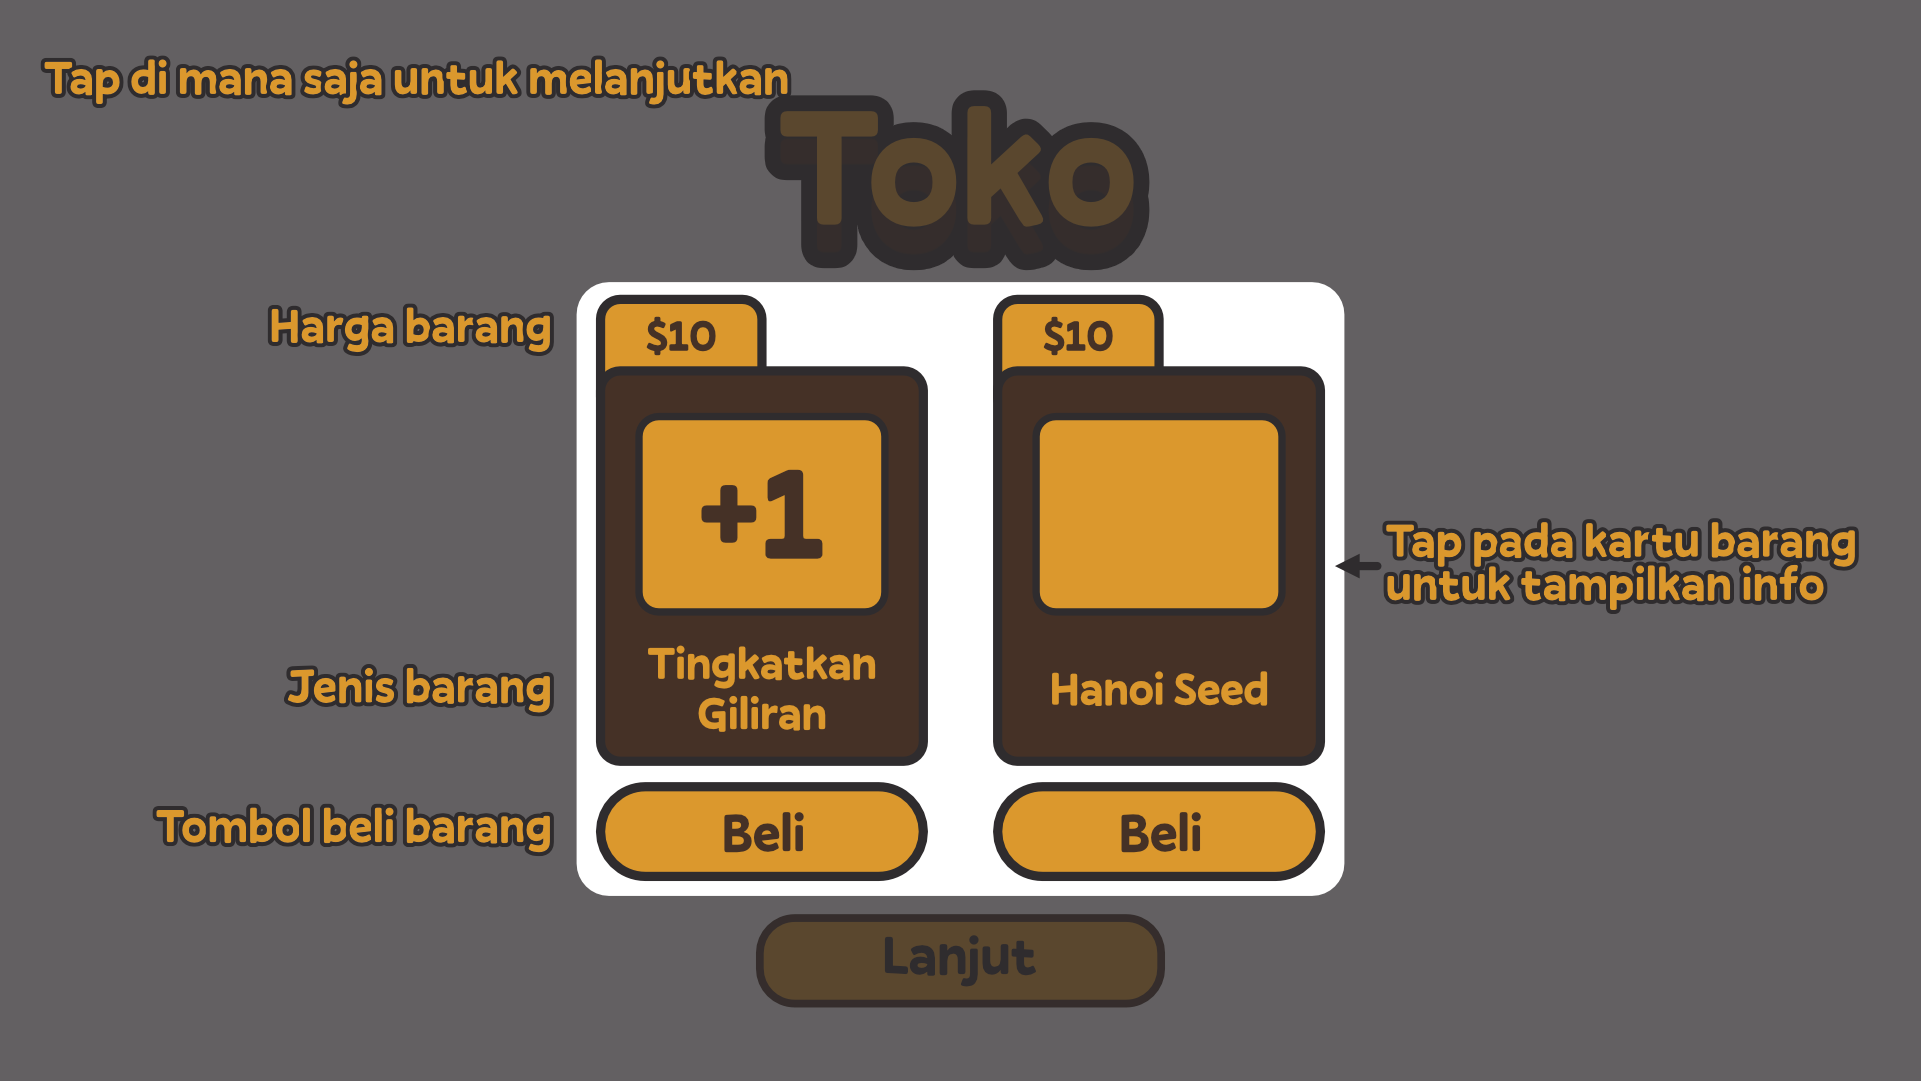 Tap di mana saja untuk melanjutkan
Toko
Harga barang
$10
$10
+1
Tap pada kartu barang
untuk tampilkan info
Jenis barang
Tingkatkan
Giliran
Hanoi Seed
Tombol beli barang
Beli
Beli
Lanjut